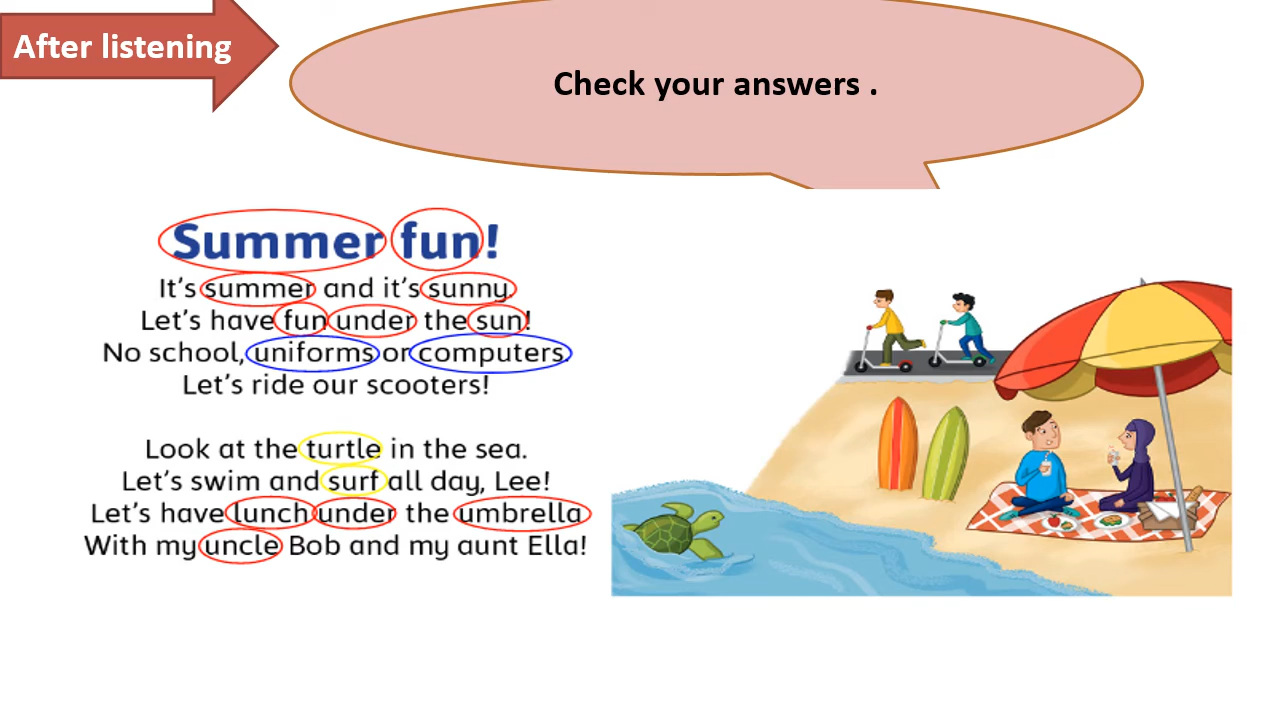 After listening
Check your answers .
Summer fun!
It's summer and it's sunny.
Let's have fun under the sun!
No school, uniforms or computers.
Let's ride our scooters!
Look at the turtle in the sea.
Let's swim and surf all day, Lee!
Let's have lunch under the umbrella
With my uncle Bob and my aunt Ella!